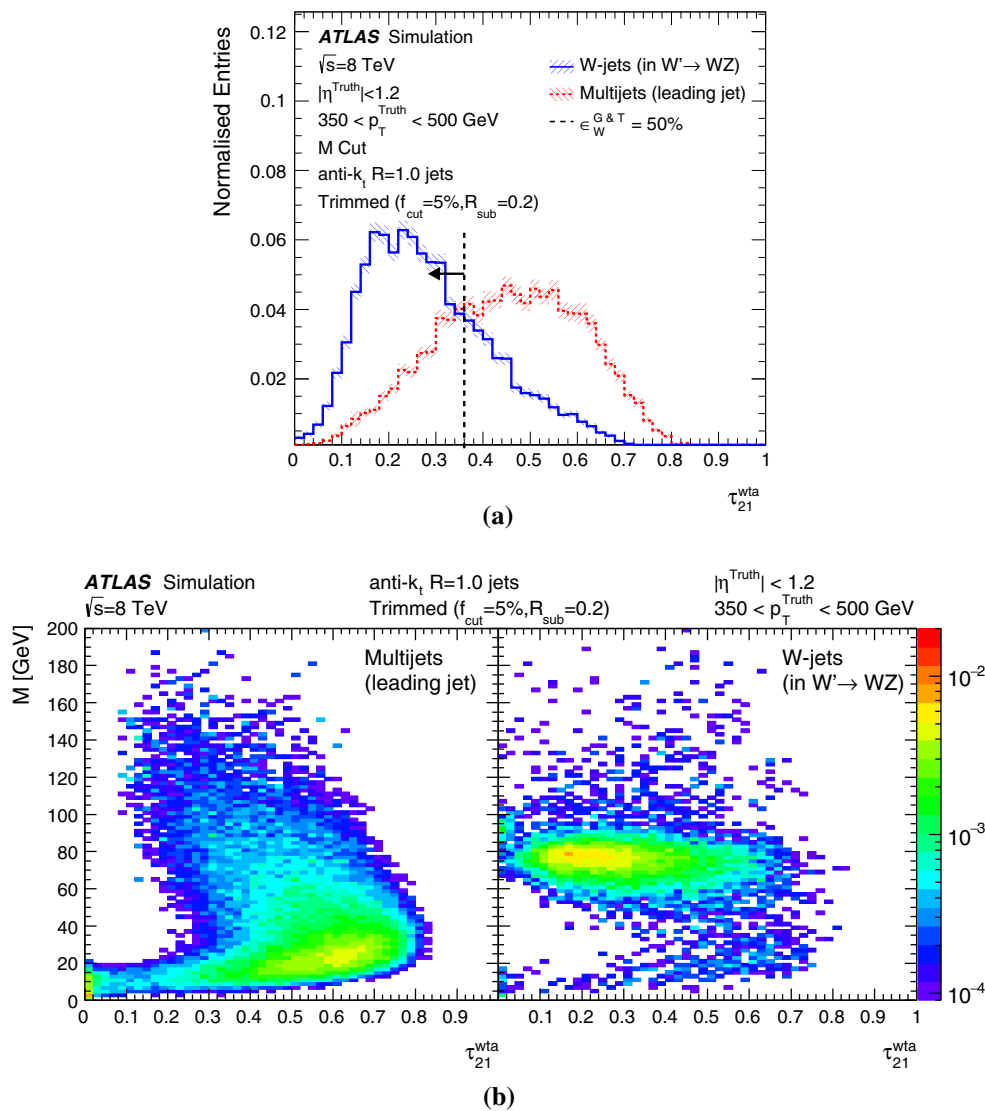 ATLAS Simulation
√s=8 TeV
|η^Truth|<1.2
350 < p_T^Truth < 500 GeV
M Cut
anti-k_t R=1.0 jets
Trimmed (f_cut=5%,R_sub=0.2)
W-jets (in W'→ WZ)
Multijets (leading jet)
ϵ_W^G & T = 50%
Normalised Entries
0.12
0.1
0.08
0.06
0.04
0.02
0 0.1 0.2 0.3 0.4 0.5 0.6 0.7 0.8 0.9 1
τ_21^wta
(a)
ATLAS Simulation anti-k_t R=1.0 jets |η^Truth| < 1.2
√s=8 TeV Trimmed (f_cut=5%,R_sub=0.2) 350 < p_T^Truth < 500 GeV
M [GeV]
200
180
160
140
120
100
80
60
40
20
0
Multijets
(leading jet)
W-jets
(in W'→ WZ)
10^−2
10^−3
10^−4
0 0.1 0.2 0.3 0.4 0.5 0.6 0.7 0.8 0.9
0.1 0.2 0.3 0.4 0.5 0.6 0.7 0.8 0.9 1
τ_21^wta τ_21^wta
(b)